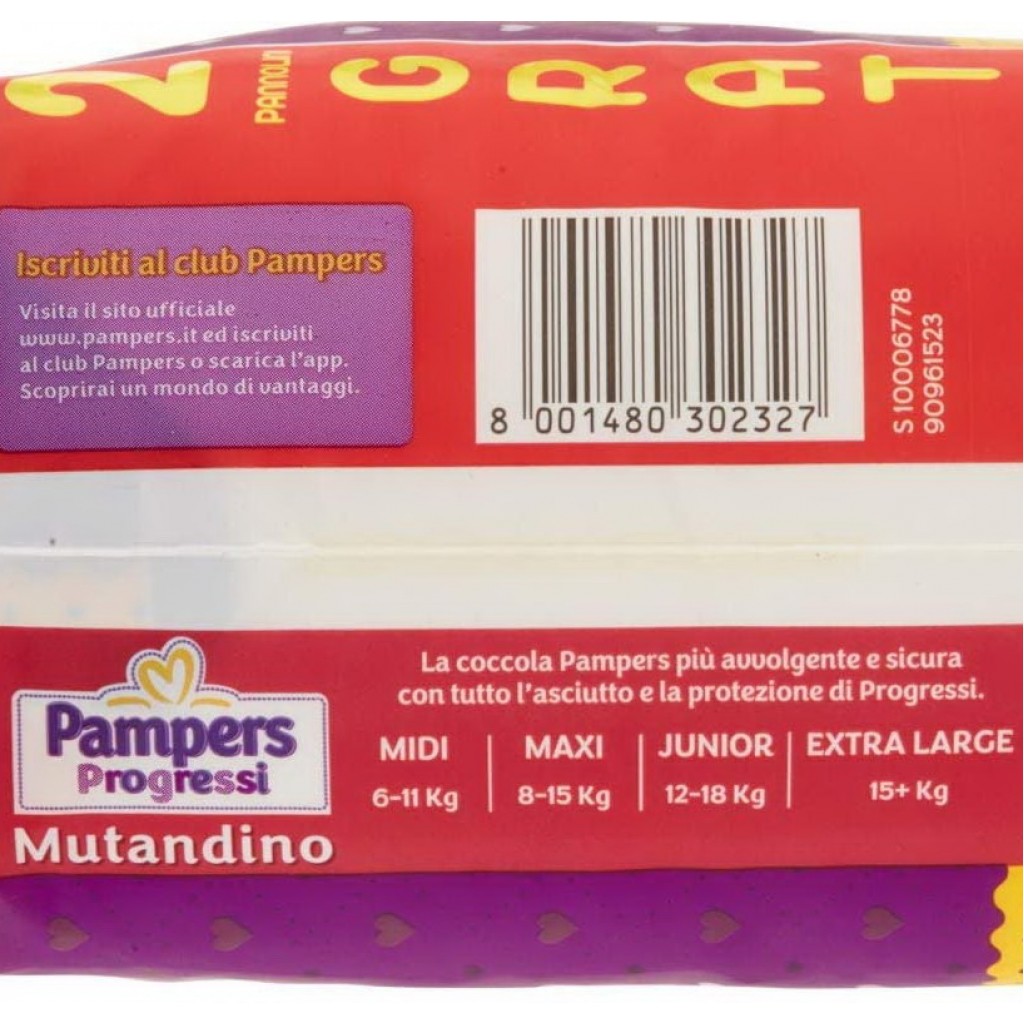 2
PANNOLINI
GRAT
Iscriviti al club Pampers
Visita il sito ufficiale
www.pampers.it ed iscriviti
al club Pampers o scarica l'app.
Scoprirai un mondo di vantaggi.
8 001480 302327
S10006778
90961523
La coccola Pampers più avvolgente e sicura
con tutto l'asciutto e la protezione di Progressi.
Pampers
Progressi
Mutandino
MIDI | MAXI | JUNIOR | EXTRA LARGE
6-11 Kg | 8-15 Kg | 12-18 Kg | 15+ Kg